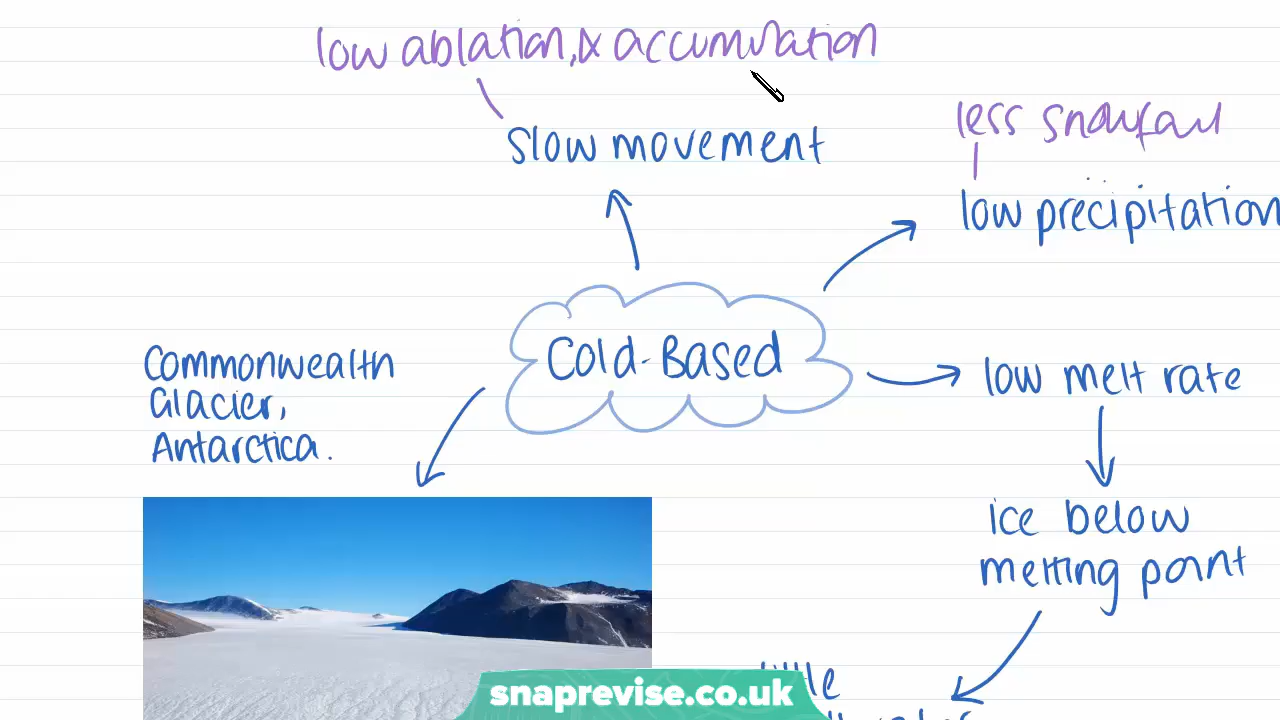 low ablation, & accumulation
less snowfall
slow movement
low precipitation
Cold-Based
Commonwealth
Glacier,
Antarctica.
low melt rate
ice below
melting point
little
snaprevise.co.uk